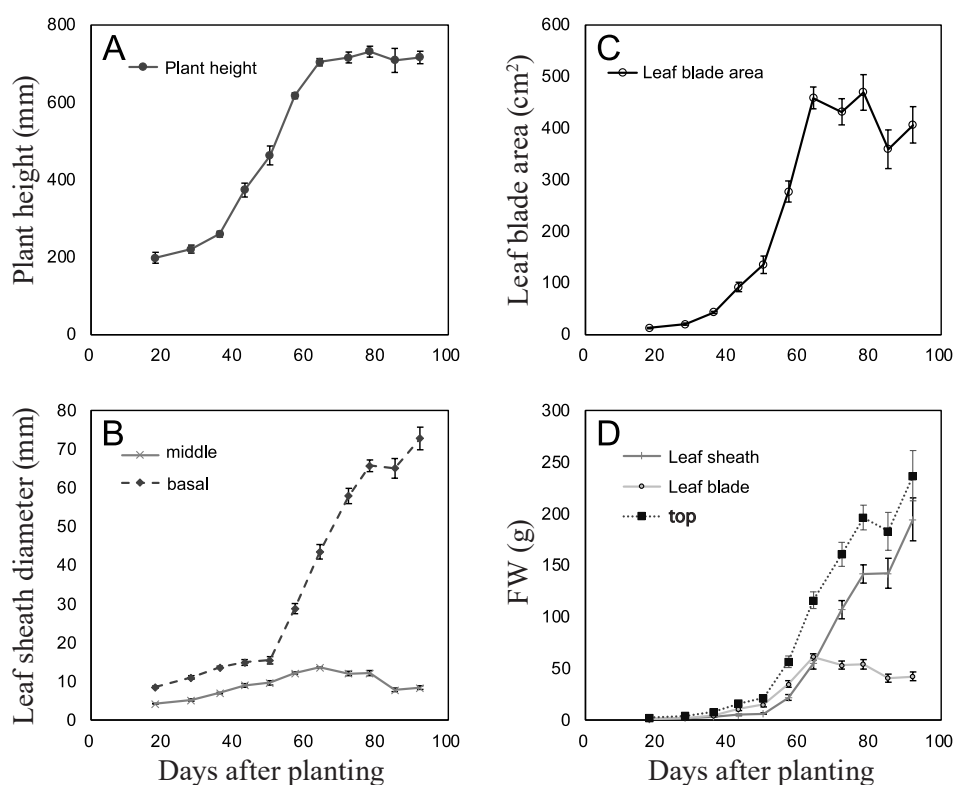 A
Plant height
Plant height (mm)
800
600
400
200
0
0 20 40 60 80 100
C
Leaf blade area
Leaf blade area (cm²)
600
500
400
300
200
100
0
0 20 40 60 80 100
B
middle
basal
Leaf sheath diameter (mm)
80
70
60
50
40
30
20
10
0
0 20 40 60 80 100
Days after planting
D
Leaf sheath
Leaf blade
top
FW (g)
300
250
200
150
100
50
0
0 20 40 60 80 100
Days after planting